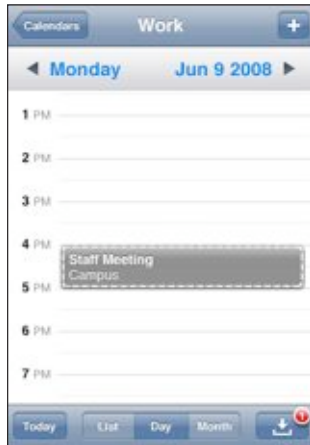 Calendars Work +
Monday Jun 9 2008
1 PM
2 PM
3 PM
4 PM
Staff Meeting
Campus
5 PM
6 PM
7 PM
Today List Day Month 1